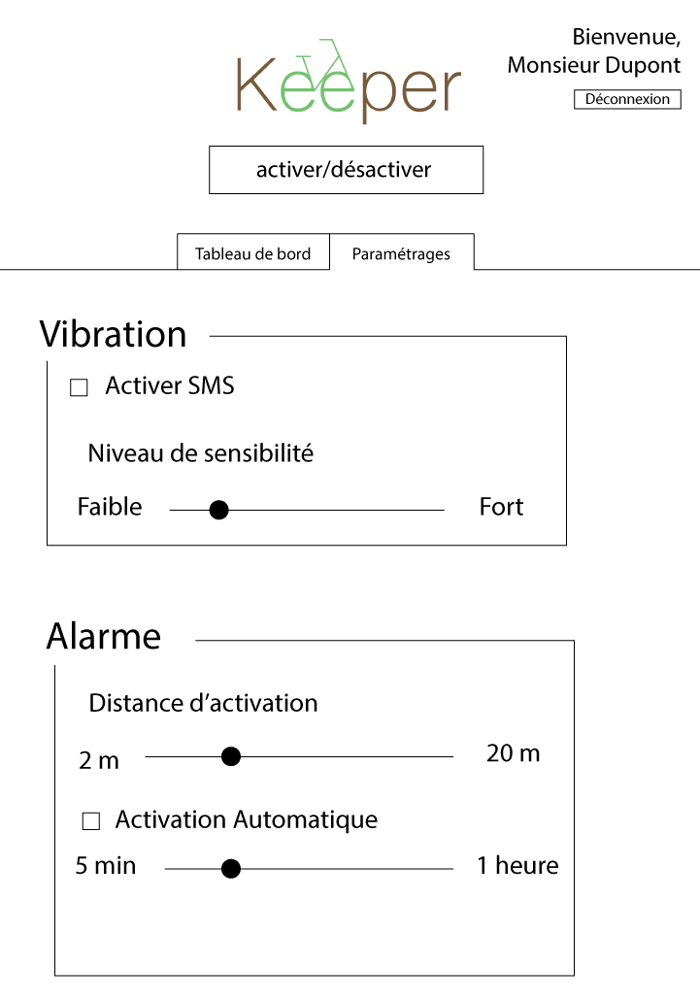 Bienvenue,
Monsieur Dupont
Déconnexion
Keeper
activer/désactiver
Tableau de bord
Paramétrages
Vibration
Activer SMS
Niveau de sensibilité
Faible
Fort
Alarme
Distance d’activation
2 m
20 m
Activation Automatique
5 min
1 heure